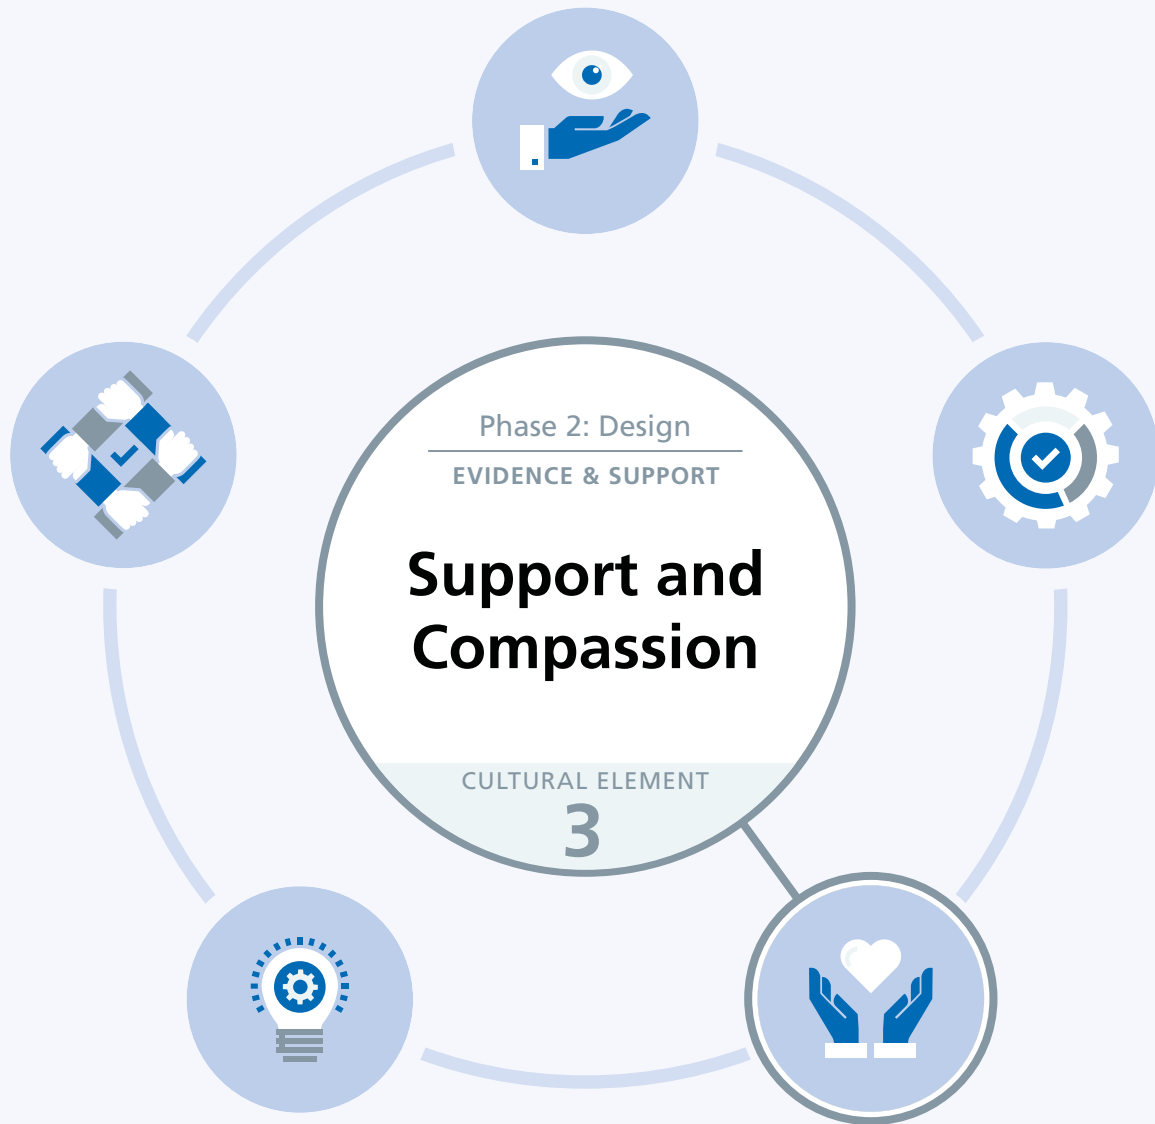 Phase 2: Design
EVIDENCE & SUPPORT
Support and
Compassion
CULTURAL ELEMENT
3